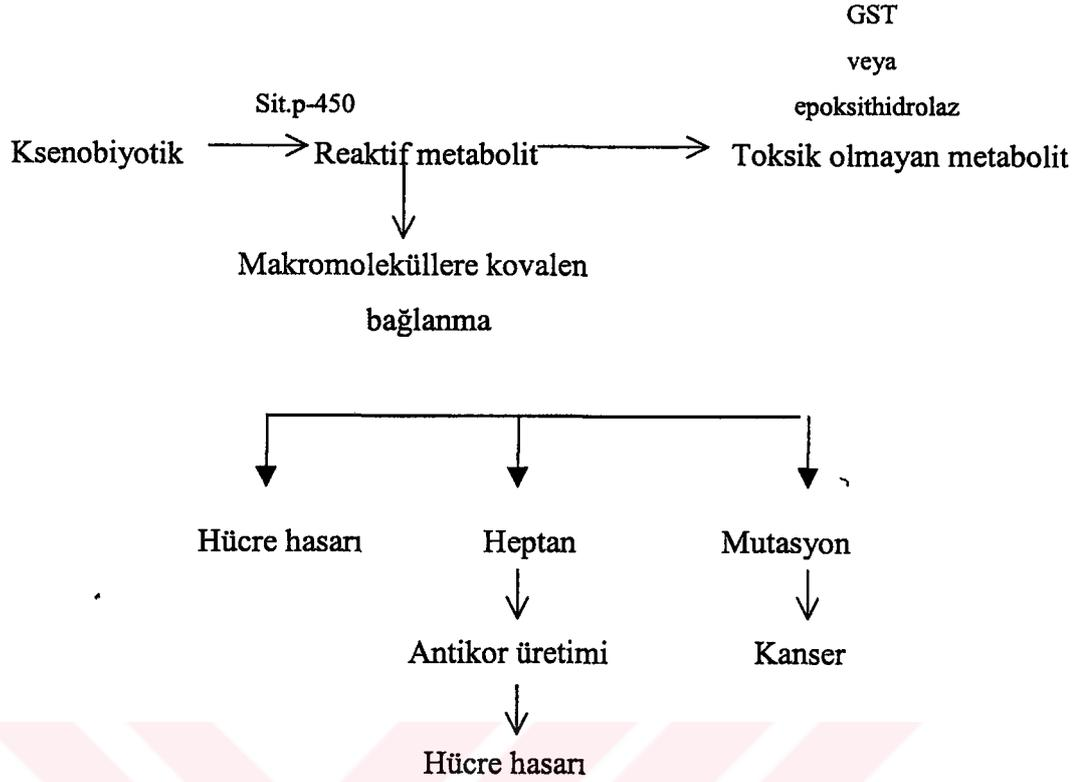 GST
veya
epoksithidrolaz
Sit.p-450
Ksenobiyotik Reaktif metabolit Toksik olmayan metabolit
Makromoleküllere kovalen
bağlanma
Hücre hasarı Heptan Mutasyon
Antikor üretimi Kanser
Hücre hasarı